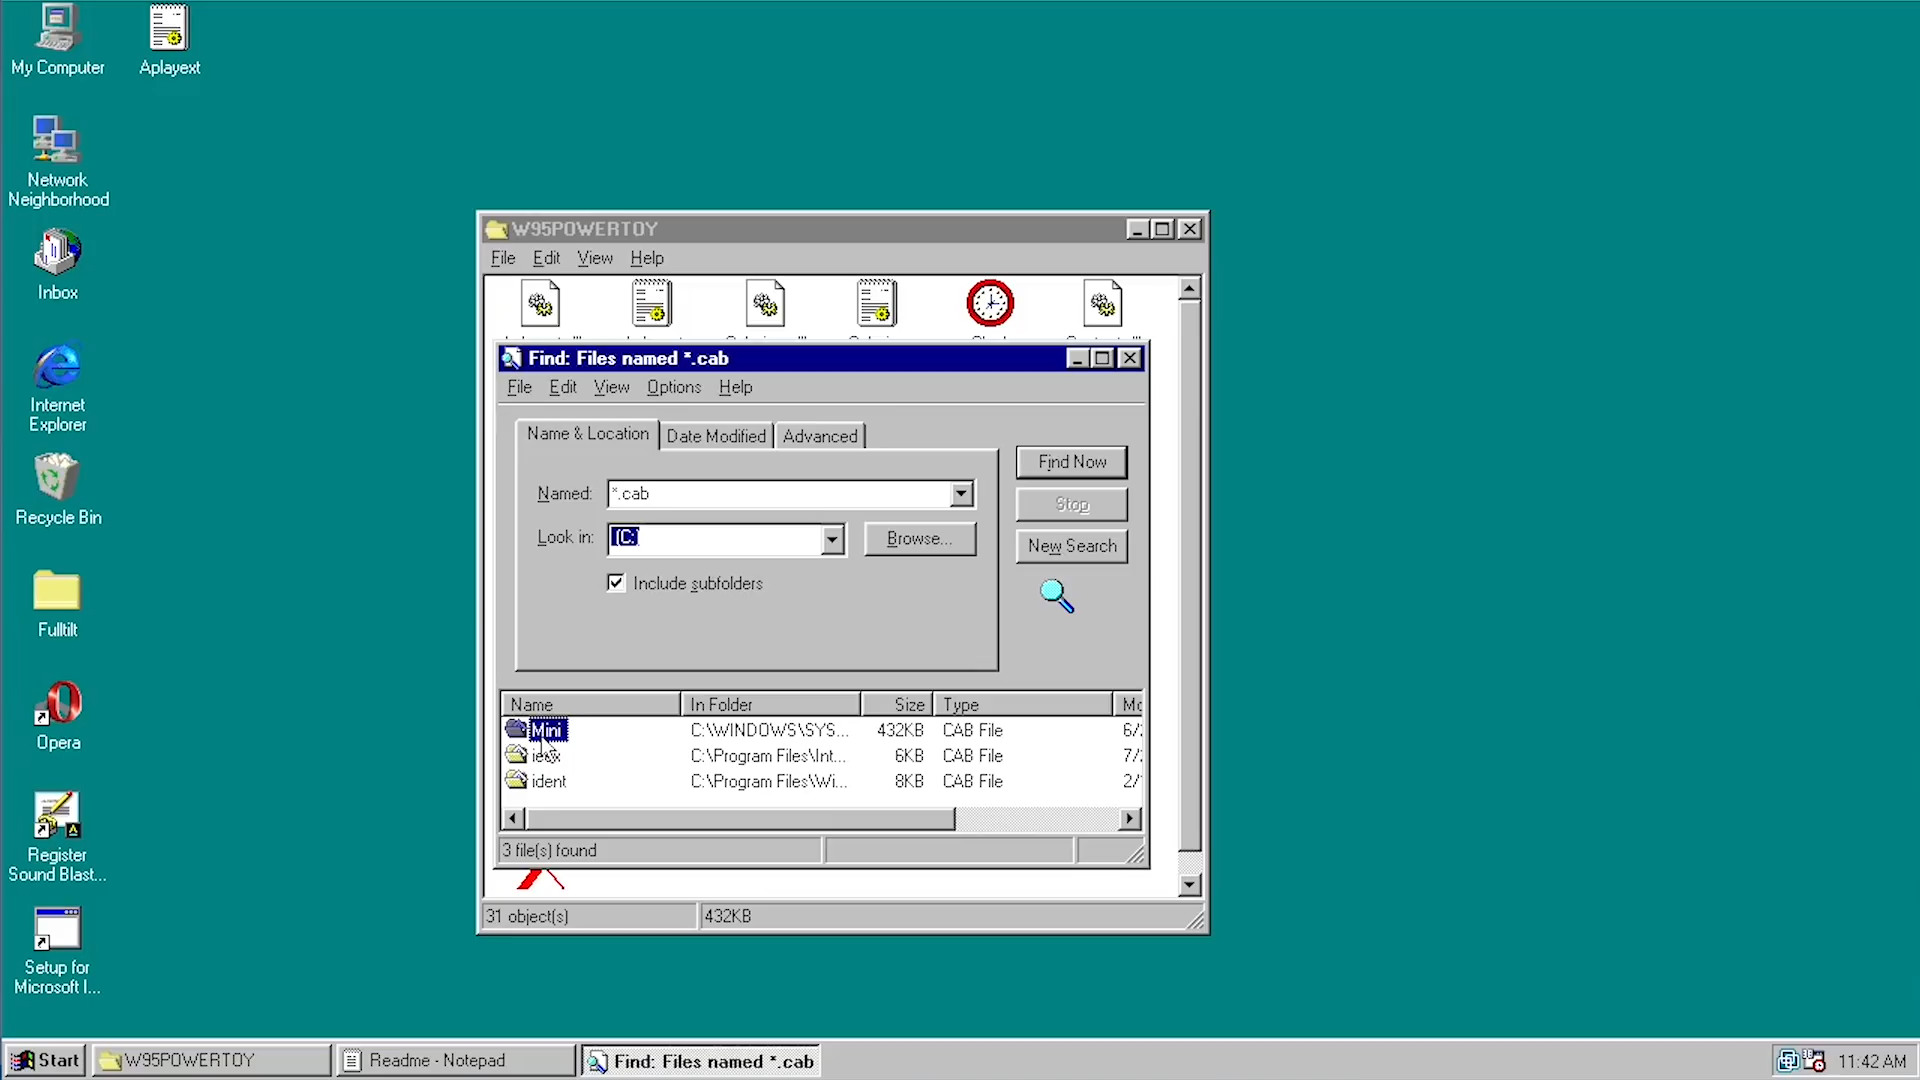 My Computer
Aplayext
Network
Neighborhood
Inbox
Internet
Explorer
Recycle Bin
Fulltilt
Opera
Register
Sound Blast...
Setup for
Microsoft I...
W95POWERTOY
File Edit View Help
Find: Files named *.cab
File Edit View Options Help
Name & Location Date Modified Advanced
Named: *.cab
Look in: (C:)
Browse...
Include subfolders
Find Now
Stop
New Search
Name In Folder Size Type Mo
Mini C:\WINDOWS\SYS... 432KB CAB File 6/
C:\Program Files\Int... 6KB CAB File 7/
ident C:\Program Files\Wi... 8KB CAB File 2/
3 file(s) found
31 object(s) 432KB
Start W95POWERTOY Readme - Notepad Find: Files named *.cab 11:42 AM